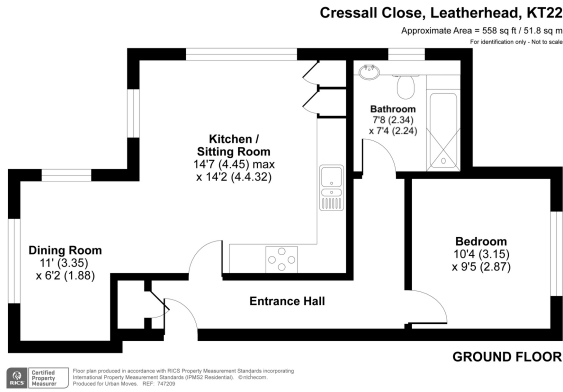 Cressall Close, Leatherhead, KT22
Approximate Area = 558 sq ft / 51.8 sq m
For identification only - Not to scale
Bathroom
7'8 (2.34)
x 7'4 (2.24)
Kitchen /
Sitting Room
14'7 (4.45) max
x 14'2 (4.4.32)
Dining Room
11' (3.35)
x 6'2 (1.88)
Bedroom
10'4 (3.15)
x 9'5 (2.87)
Entrance Hall
GROUND FLOOR
RICS
Certified
Property
Measurer
Floor plan produced in accordance with RICS Property Measurement Standards incorporating
International Property Measurement Standards (IPMS2 Residential). ©nichecom.
Produced for Urban Moves. REF: 747209